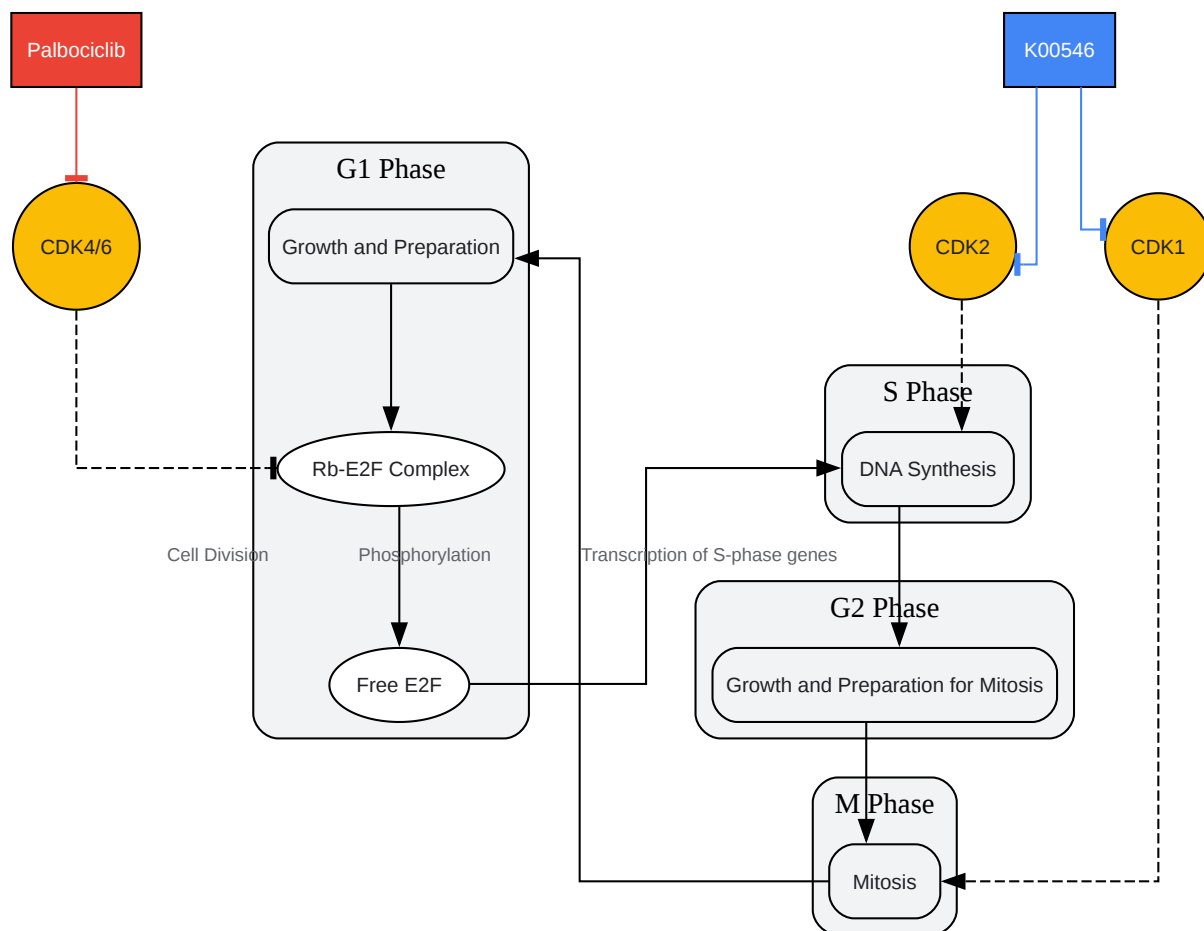 Palbociclib
K00546
G1 Phase
Growth and Preparation
CDK4/6
CDK2
CDK1
S Phase
Rb-E2F Complex
DNA Synthesis
Cell Division
Phosphorylation
Transcription of S-phase genes
G2 Phase
Free E2F
Growth and Preparation for Mitosis
M Phase
Mitosis